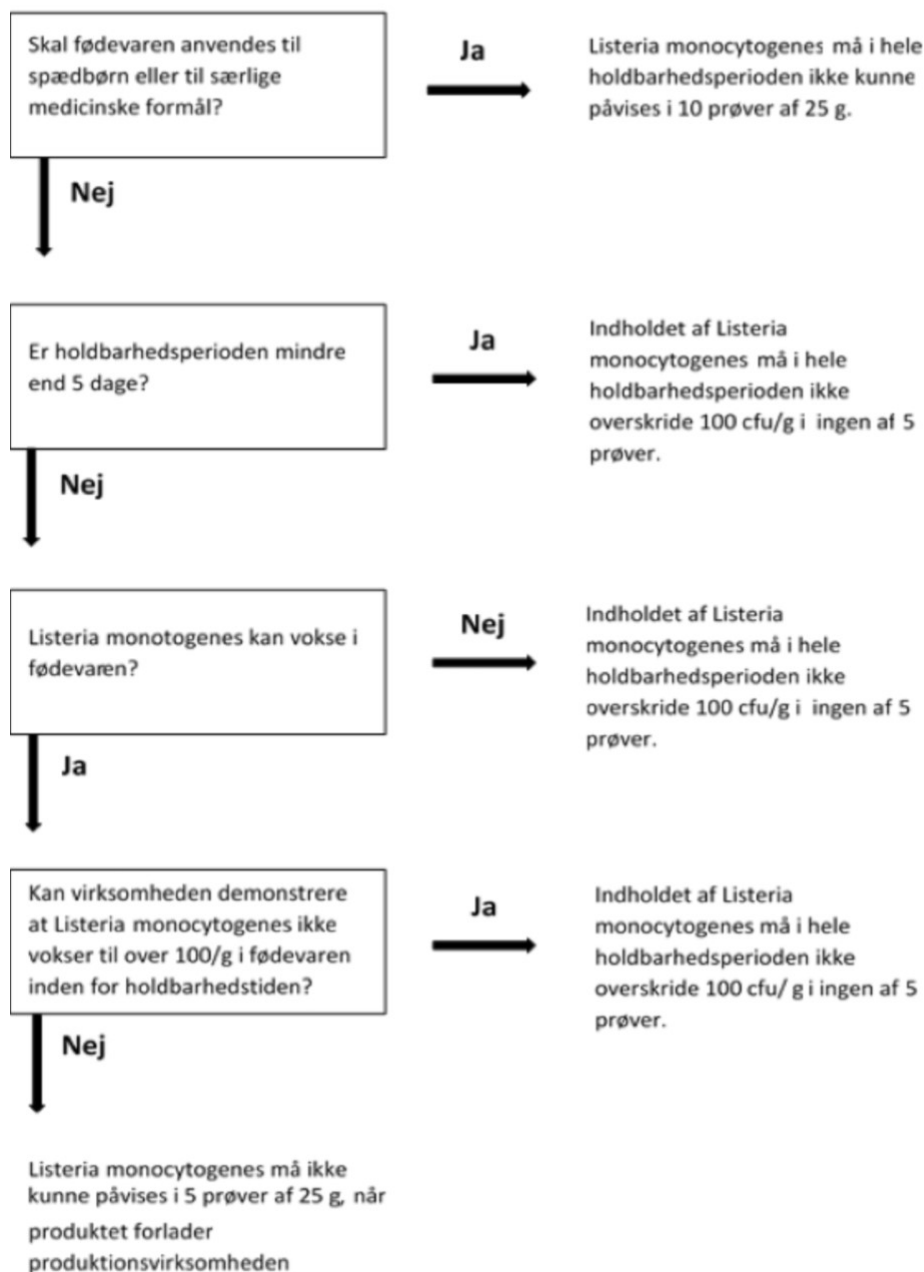 Skal fødevaren anvendes til
spædbørn eller til særlige
medicinske formål?
Ja
Listeria monocytogenes må i hele
holdbarhedsperioden ikke kunne
påvises i 10 prøver af 25 g.
Nej
Er holdbarhedsperioden mindre
end 5 dage?
Ja
Indholdet af Listeria
monocytogenes må i hele
holdbarhedsperioden ikke
overskride 100 cfu/g i ingen af 5
prøver.
Nej
Listeria monotogenes kan vokse i
fødevaren?
Nej
Indholdet af Listeria
monocytogenes må i hele
holdbarhedsperioden ikke
overskride 100 cfu/g i ingen af 5
prøver.
Ja
Kan virksomheden demonstrere
at Listeria monocytogenes ikke
vokser til over 100/g i fødevaren
inden for holdbarhedstiden?
Ja
Indholdet af Listeria
monocytogenes må i hele
holdbarhedsperioden ikke
overskride 100 cfu/ g i ingen af 5
prøver.
Nej
Listeria monocytogenes må ikke
kunne påvises i 5 prøver af 25 g, når
produktet forlader
produktionsvirksomheden